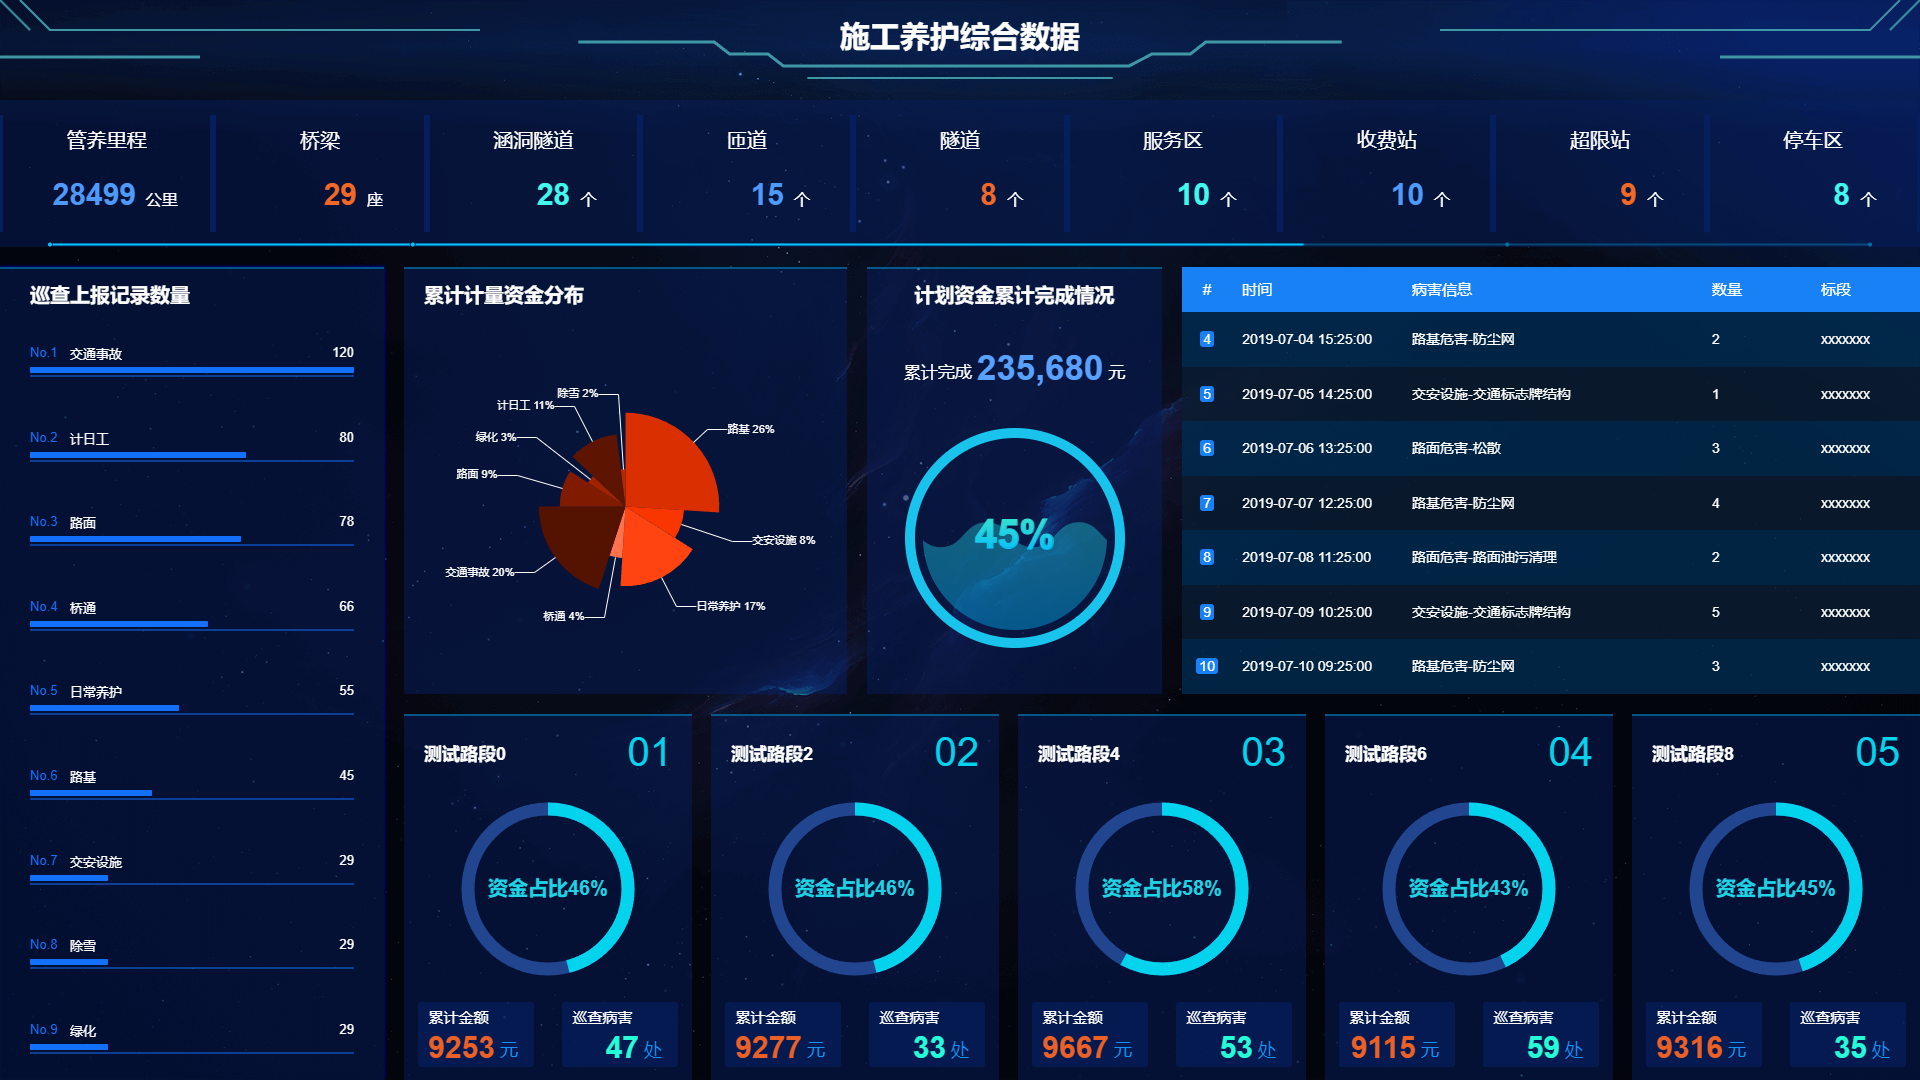 施工养护综合数据
管养里程
28499 公里
桥梁
29 座
涵洞隧道
28 个
匝道
15 个
隧道
8 个
服务区
10 个
收费站
10 个
超限站
9 个
停车区
8 个
巡查上报记录数量
No.1 交通事故 120
No.2 计日工 80
No.3 路面 78
No.4 桥通 66
No.5 日常养护 55
No.6 路基 45
No.7 交安设施 29
No.8 除雪 29
No.9 绿化 29
累计计量资金分布
除雪 2%
计日工 11%
绿化 3%
路面 9%
交通事故 20%
桥通 4%
路基 26%
交安设施 8%
日常养护 17%
计划资金累计完成情况
累计完成 235,680 元
45%
# 时间 病害信息 数量 标段
4 2019-07-04 15:25:00 路基危害-防尘网 2 xxxxxxx
5 2019-07-05 14:25:00 交安设施-交通标志牌结构 1 xxxxxxx
6 2019-07-06 13:25:00 路面危害-松散 3 xxxxxxx
7 2019-07-07 12:25:00 路基危害-防尘网 4 xxxxxxx
8 2019-07-08 11:25:00 路面危害-路面油污清理 2 xxxxxxx
9 2019-07-09 10:25:00 交安设施-交通标志牌结构 5 xxxxxxx
10 2019-07-10 09:25:00 路基危害-防尘网 3 xxxxxxx
测试路段0 01
资金占比46%
累计金额 巡查病害
9253 元 47 处
测试路段2 02
资金占比46%
累计金额 巡查病害
9277 元 33 处
测试路段4 03
资金占比58%
累计金额 巡查病害
9667 元 53 处
测试路段6 04
资金占比43%
累计金额 巡查病害
9115 元 59 处
测试路段8 05
资金占比45%
累计金额 巡查病害
9316 元 35 处